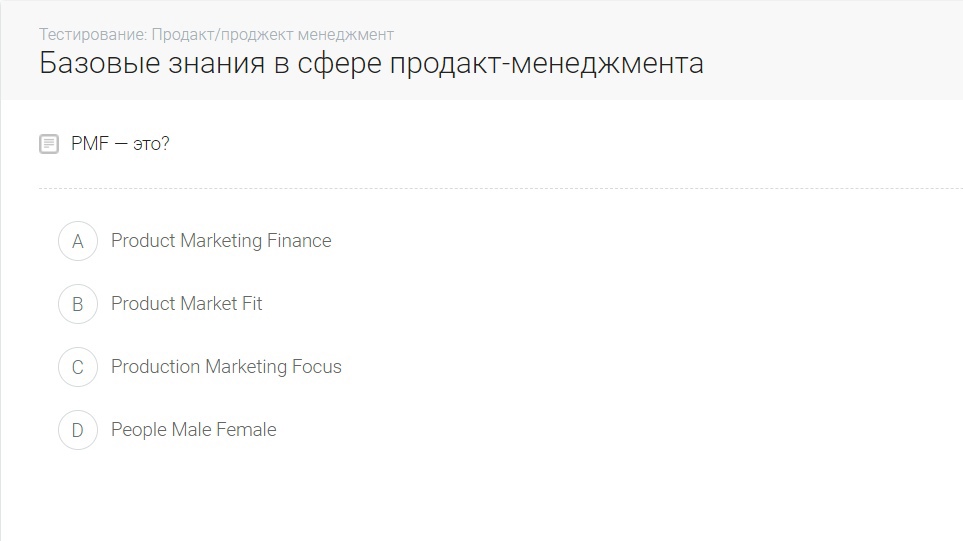 Тестирование: Продакт/проджект менеджмент
Базовые знания в сфере продакт-менеджмента
PMF — это?
A Product Marketing Finance
B Product Market Fit
C Production Marketing Focus
D People Male Female